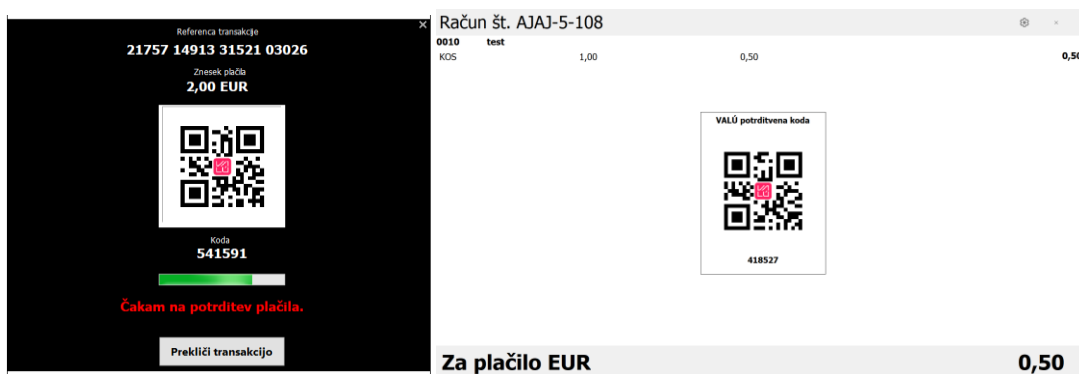 Referenca transakcije
21757 14913 31521 03026
Znesek plačila
2,00 EUR
Koda
541591
Čakam na potrditev plačila.
Prekliči transakcijo
Račun št. AJAJ-5-108
0010 test
KOS 1,00 0,50 0,50
VALÚ potrditvena koda
418527
Za plačilo EUR 0,50